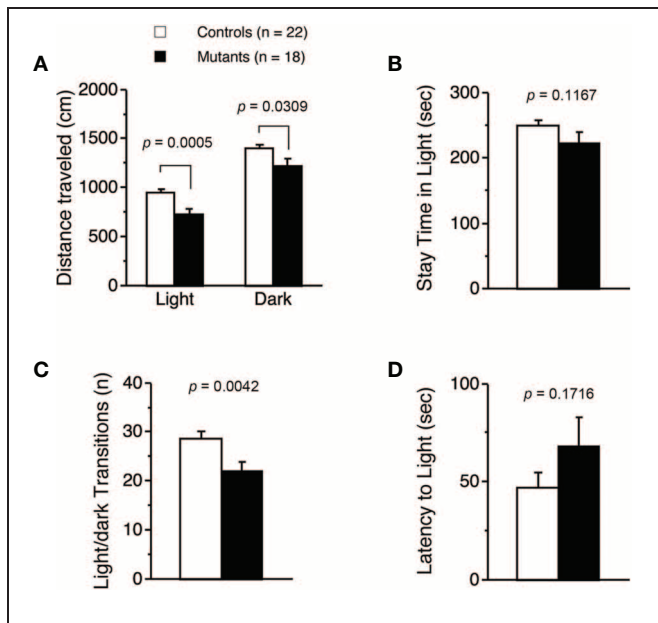 Controls (n = 22)
Mutants (n = 18)
A
Distance traveled (cm)
2000
1500
1000
500
0
p = 0.0005
p = 0.0309
Light
Dark
B
Stay Time in Light (sec)
300
200
100
0
p = 0.1167
C
Light/dark Transitions (n)
40
30
20
10
0
p = 0.0042
D
Latency to Light (sec)
100
50
0
p = 0.1716